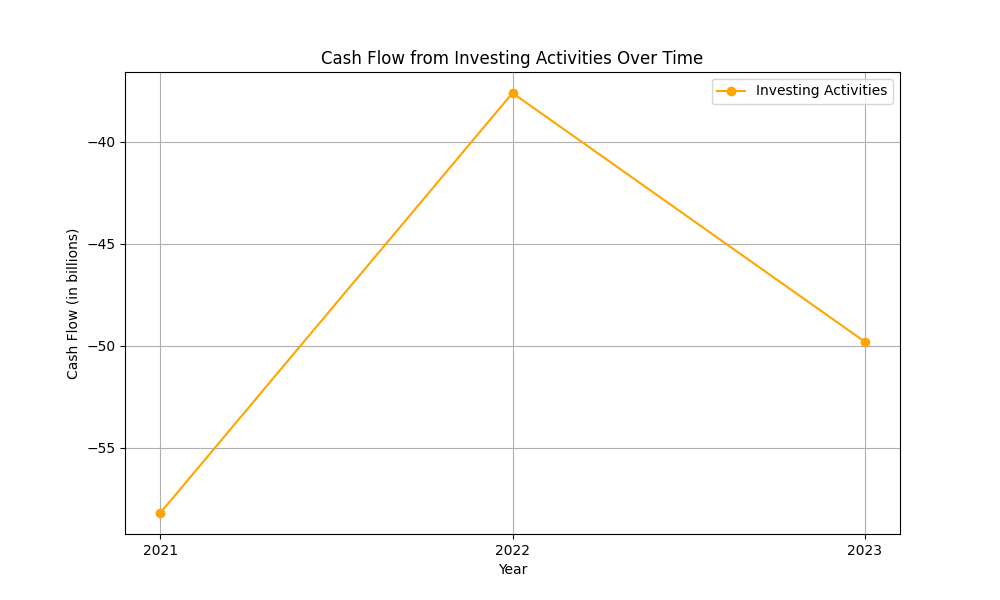 Cash Flow from Investing Activities Over Time
Investing Activities
Cash Flow (in billions)
−40
−45
−50
−55
2021
2022
2023
Year